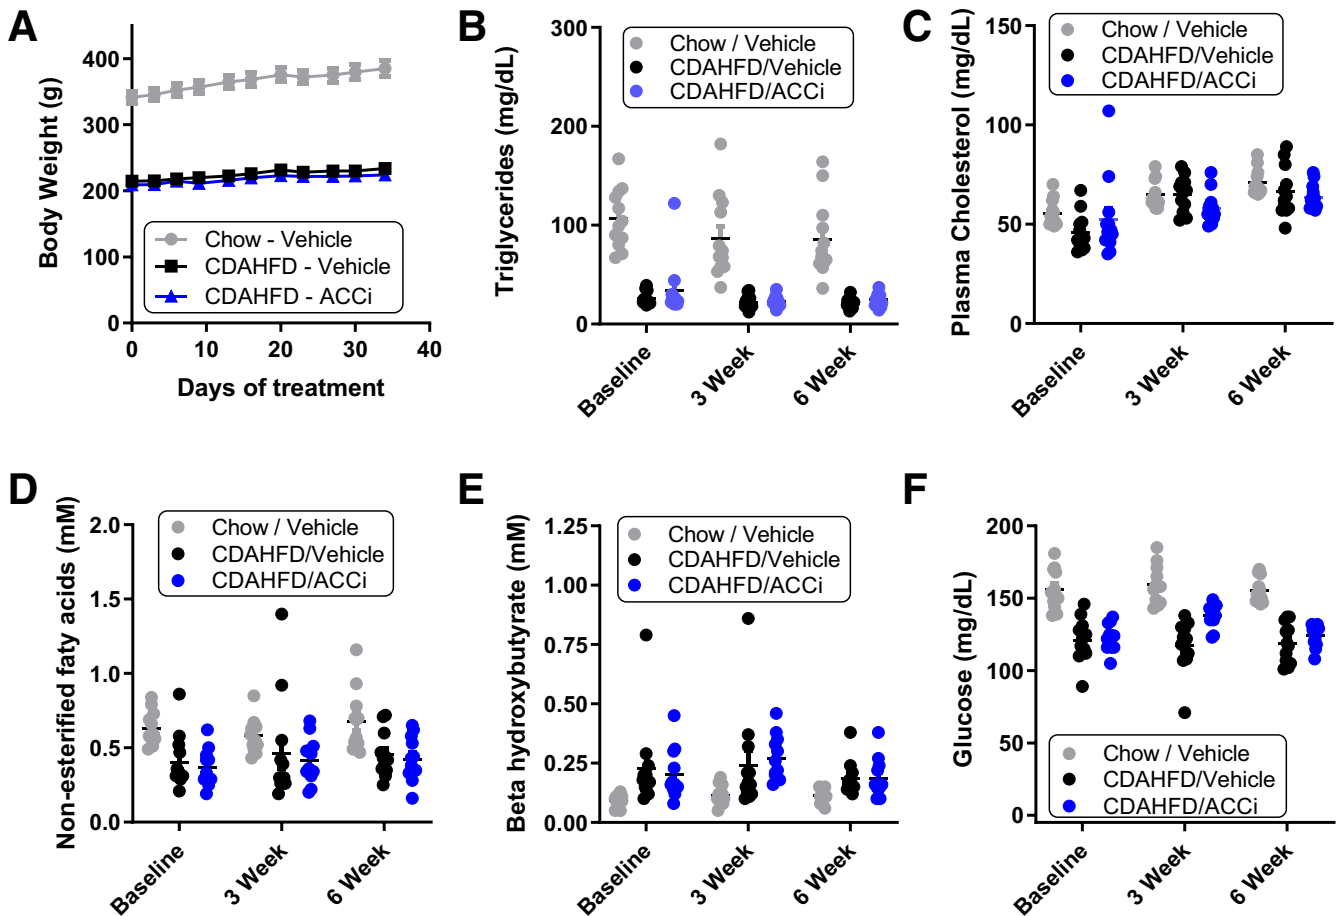 A
Body Weight (g)
400
300
200
100
0
0 10 20 30 40
Days of treatment
Chow - Vehicle
CDAHFD - Vehicle
CDAHFD - ACCi
B
Triglycerides (mg/dL)
300
200
100
0
Chow / Vehicle
CDAHFD/Vehicle
CDAHFD/ACCi
Baseline
3 Week
6 Week
C
Plasma Cholesterol (mg/dL)
150
100
50
0
Chow / Vehicle
CDAHFD/Vehicle
CDAHFD/ACCi
Baseline
3 Week
6 Week
D
Non-esterified fatty acids (mM)
2.0
1.5
1.0
0.5
0.0
Chow / Vehicle
CDAHFD/Vehicle
CDAHFD/ACCi
Baseline
3 Week
6 Week
E
Beta hydroxybutyrate (mM)
1.25
1.0
0.75
0.50
0.25
0.00
Chow / Vehicle
CDAHFD/Vehicle
CDAHFD/ACCi
Baseline
3 Week
6 Week
F
Glucose (mg/dL)
200
150
100
50
0
Chow / Vehicle
CDAHFD/Vehicle
CDAHFD/ACCi
Baseline
3 Week
6 Week